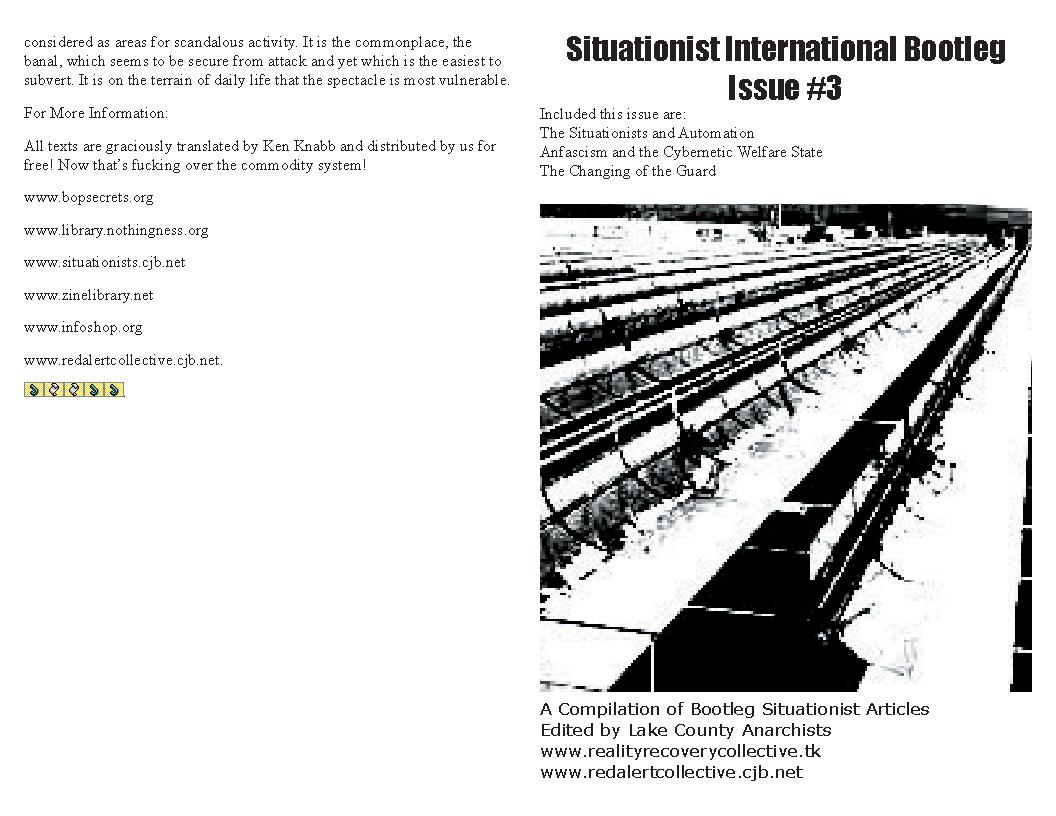 considered as areas for scandalous activity. It is the commonplace, the
banal, which seems to be secure from attack and yet which is the easiest to
subvert. It is on the terrain of daily life that the spectacle is most vulnerable.
For More Information:
All texts are graciously translated by Ken Knabb and distributed by us for
free! Now that's fucking over the commodity system!
www.bopsecrets.org
www.library.nothingness.org
www.situationists.cjb.net
www.zinelibrary.net
www.infoshop.org
www.redalertcollective.cjb.net.
Situationist International Bootleg
Issue #3
Included this issue are:
The Situationists and Automation
Anfascism and the Cybernetic Welfare State
The Changing of the Guard
A Compilation of Bootleg Situationist Articles
Edited by Lake County Anarchists
www.realityrecoverycollective.tk
www.redalertcollective.cjb.net